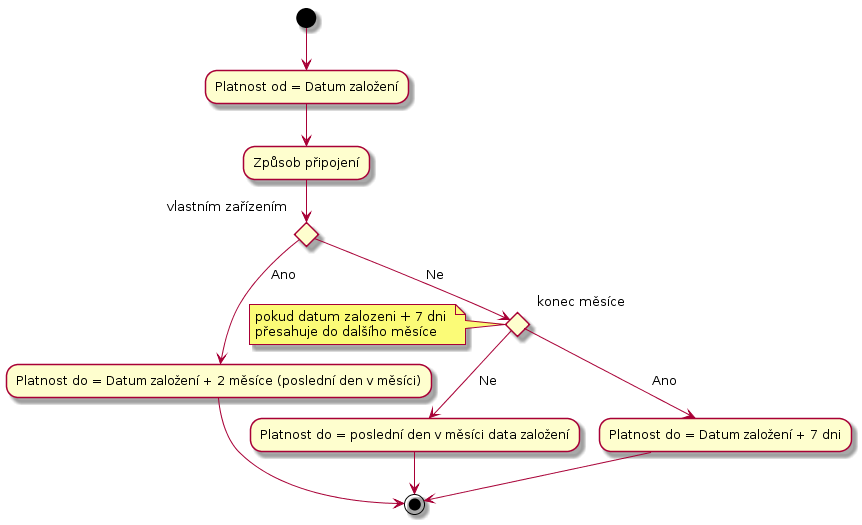 Platnost od = Datum založení
Způsob připojení
vlastním zařízením
Ano
Ne
konec měsíce
pokud datum zalozeni + 7 dni
přesahuje do dalšího měsíce
Platnost do = Datum založení + 2 měsíce (poslední den v měsíci)
Ne
Ano
Platnost do = poslední den v měsíci data založení
Platnost do = Datum založení + 7 dni